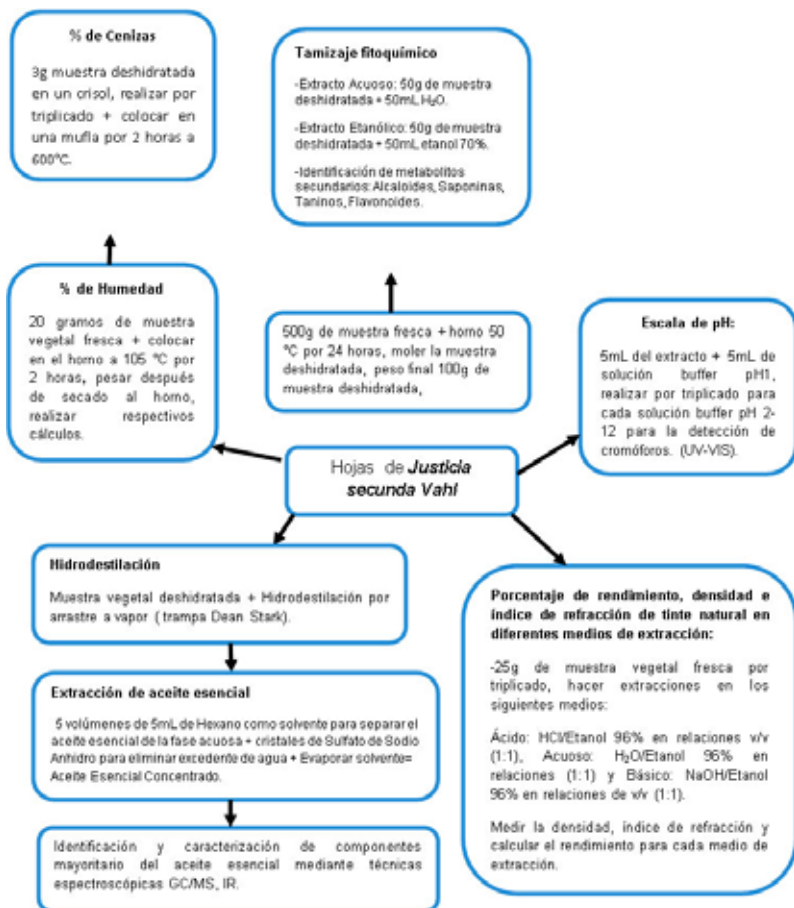 % de Cenizas
3g muestra deshidratada
en un crisol, realizar por
triplicado + colocar en
una mufla por 2 horas a
600°C.
Tamizaje fitoquímico
-Extracto Acuoso: 50g de muestra
deshidratada + 50mL H₂O.
-Extracto Etanólico: 50g de muestra
deshidratada + 50mL etanol 70%.
-Identificación de metabolitos
secundarios: Alcaloides, Saponinas,
Taninos, Flavonoides.
% de Humedad
20 gramos de muestra
vegetal fresca + colocar
en el horno a 105 °C por
2 horas, pesar después
de secado al horno,
realizar respectivos
cálculos.
500g de muestra fresca + horno 50
°C por 24 horas, moler la muestra
deshidratada, peso final 100g de
muestra deshidratada,
Escala de pH:
5mL del extracto + 5mL de
solución buffer pH1,
realizar por triplicado para
cada solución buffer pH 2-
12 para la detección de
cromóforos. (UV-VIS).
Hojas de Justicia
secunda Vahl
Hidrodestilación
Muestra vegetal deshidratada + Hidrodestilación por
arrastre a vapor ( trampa Dean Stark).
Extracción de aceite esencial
5 volúmenes de 5mL de Hexano como solvente para separar el
aceite esencial de la fase acuosa + cristales de Sulfato de Sodio
Anhidro para eliminar excedente de agua + Evaporar solvente=
Aceite Esencial Concentrado.
Identificación y caracterización de componentes
mayoritario del aceite esencial mediante técnicas
espectroscópicas GC/MS, IR.
Porcentaje de rendimiento, densidad e
índice de refracción de tinte natural en
diferentes medios de extracción:
-25g de muestra vegetal fresca por
triplicado, hacer extracciones en los
siguientes medios:
Ácido: HCl/Etanol 96% en relaciones v/v
(1:1), Acuoso: H₂O/Etanol 96% en
relaciones (1:1) y Básico: NaOH/Etanol
96% en relaciones de v/v (1:1).
Medir la densidad, índice de refracción y
calcular el rendimiento para cada medio de
extracción.